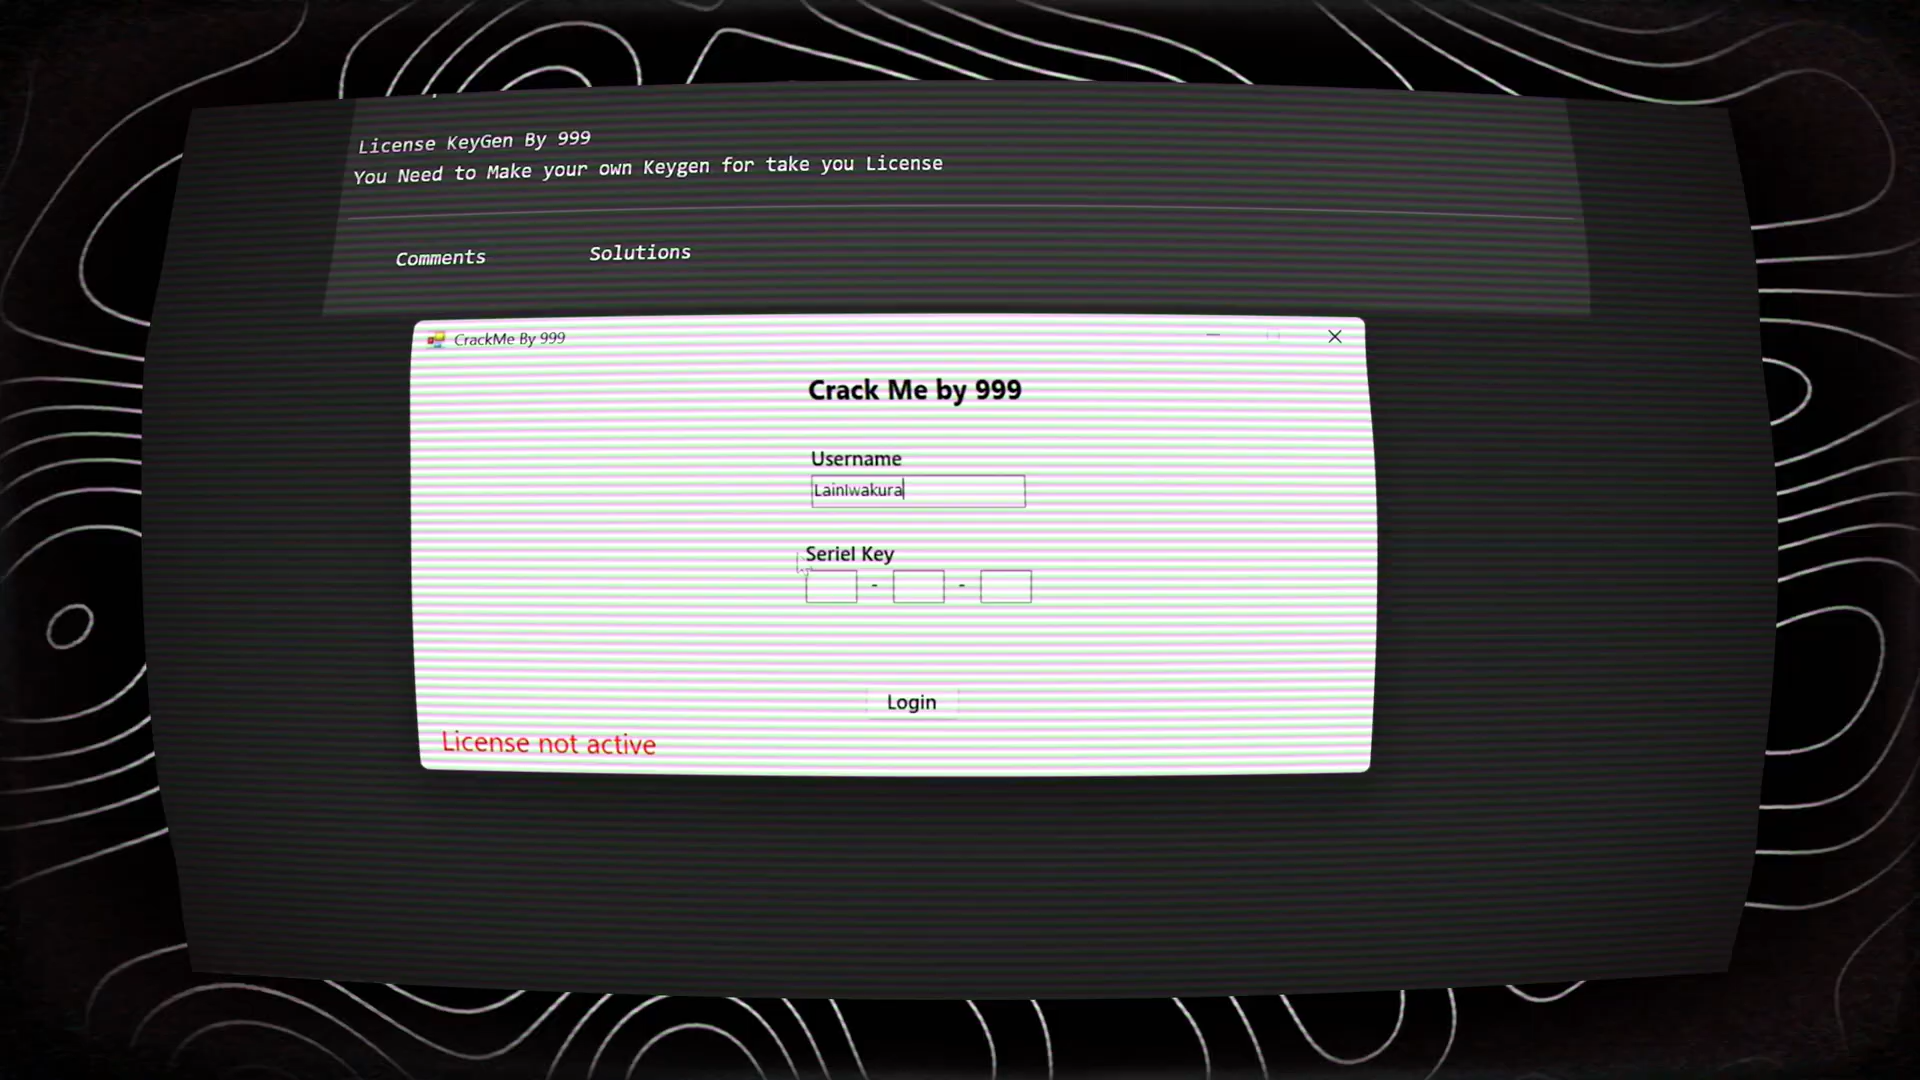 License KeyGen By 999
You Need to Make your own Keygen for take you License
Comments Solutions
CrackMe By 999
Crack Me by 999
Username
LainIwakura
Seriel Key
- -
Login
License not active